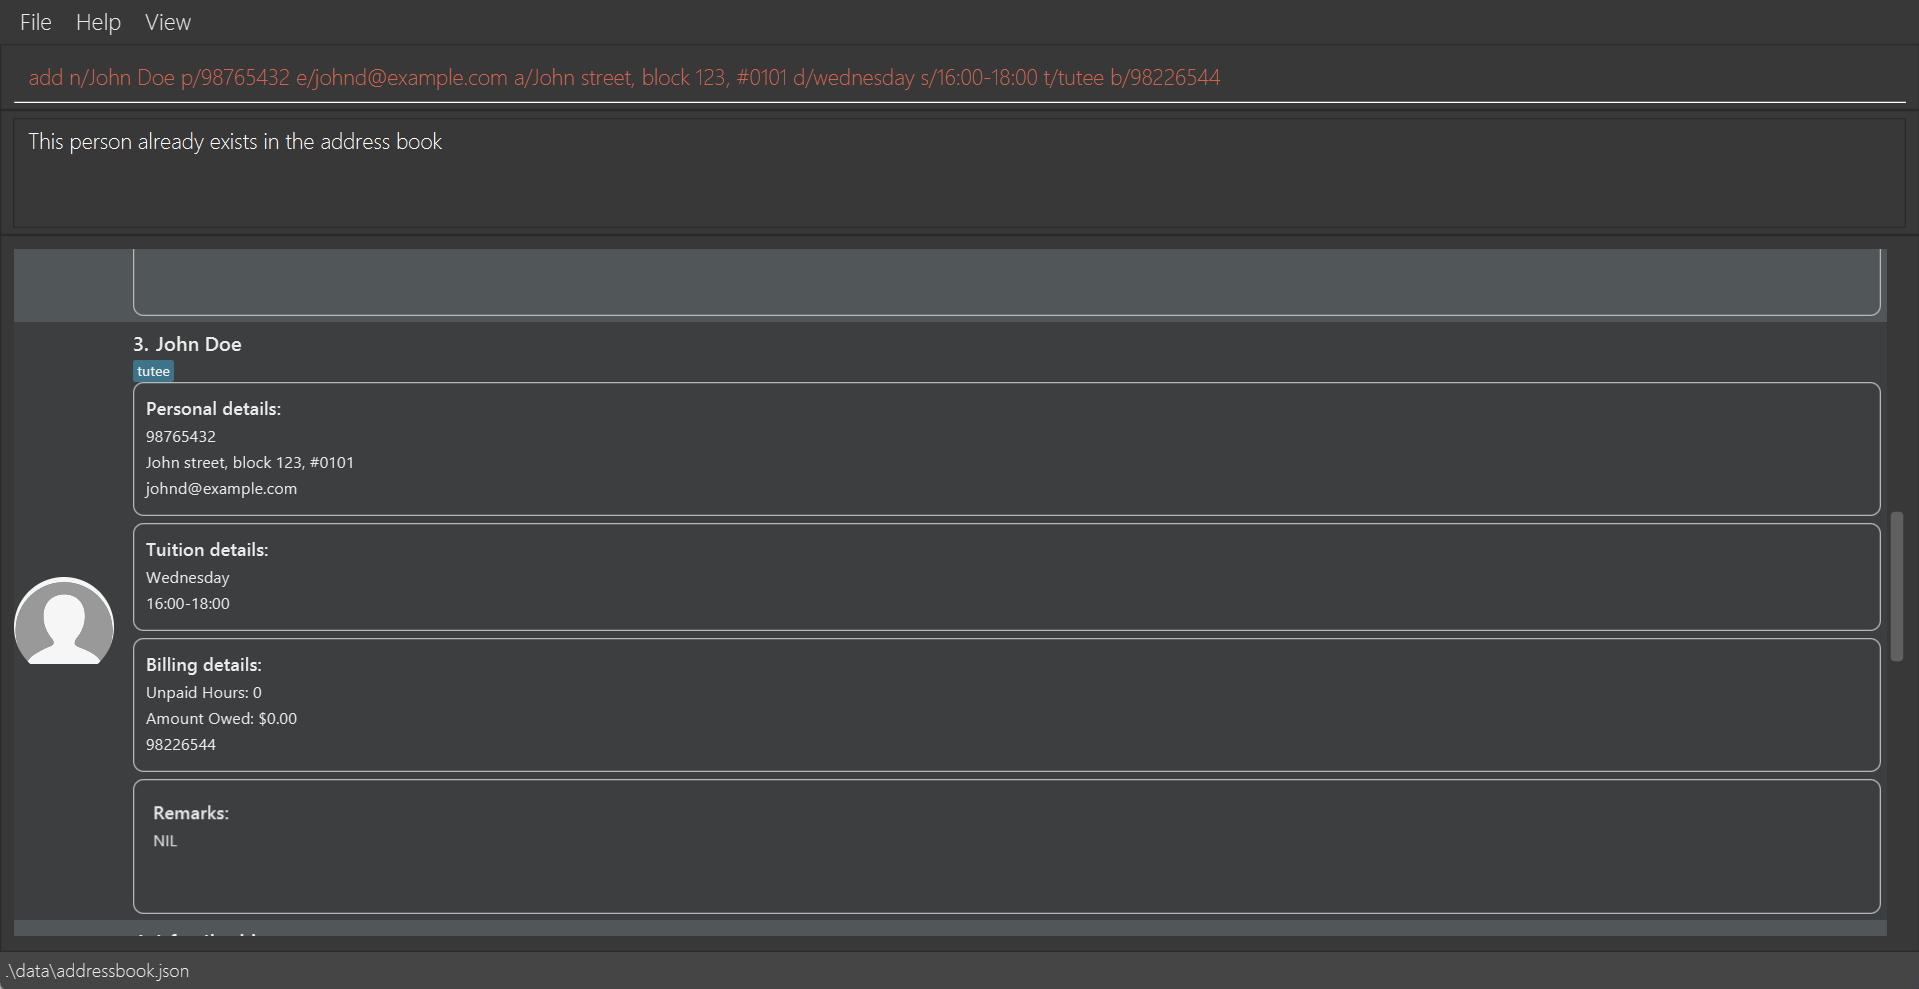 File Help View
add n/John Doe p/98765432 e/johnd@example.com a/John street, block 123, #0101 d/wednesday s/16:00-18:00 t/tutee b/98226544
This person already exists in the address book
3. John Doe
tutee
Personal details:
98765432
John street, block 123, #0101
johnd@example.com
Tuition details:
Wednesday
16:00-18:00
Billing details:
Unpaid Hours: 0
Amount Owed: $0.00
98226544
Remarks:
NIL
.\data\addressbook.json